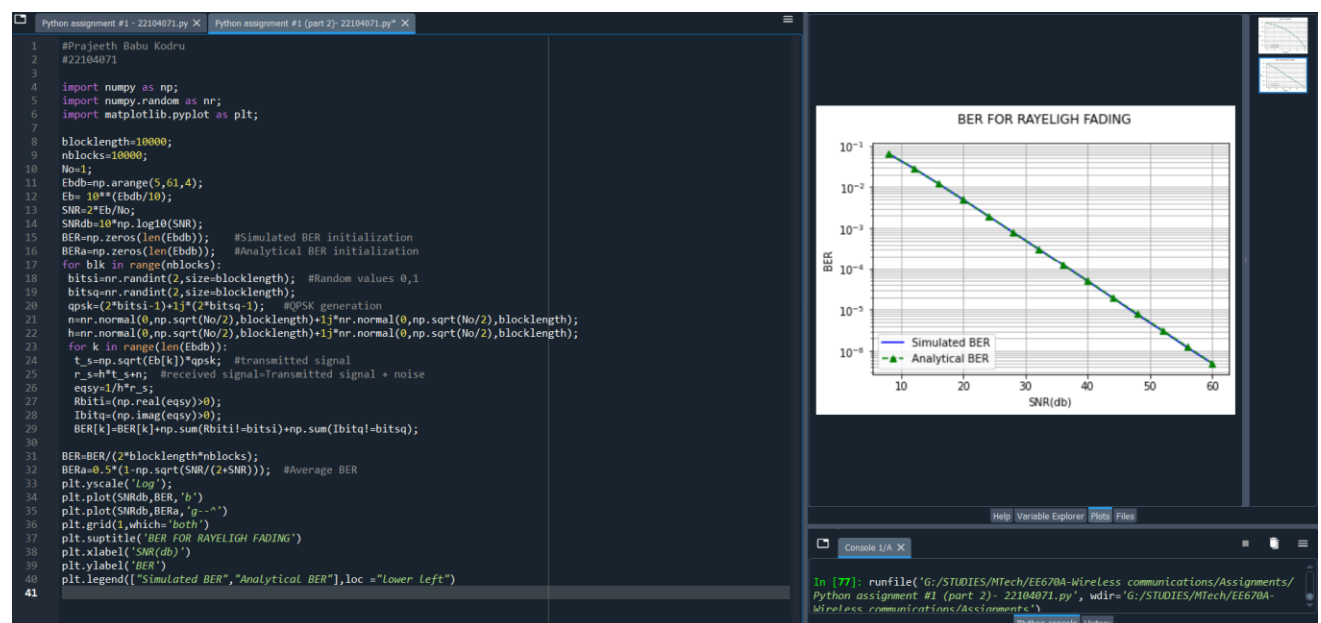 Python assignment #1 - 22104071.py X Python assignment #1 (part 2)- 22104071.py* X
1 #Prajeeth Babu Kodru
2 #22104071
3
4 import numpy as np;
5 import numpy.random as nr;
6 import matplotlib.pyplot as plt;
7
8 blocklength=10000;
9 nblocks=10000;
10 No=1;
11 Ebdb=np.arange(5,61,4);
12 Eb= 10**(Ebdb/10);
13 SNR=2*Eb/No;
14 SNRdb=10*np.log10(SNR);
15 BER=np.zeros(len(Ebdb)); #Simulated BER initialization
16 BERa=np.zeros(len(Ebdb)); #Analytical BER initialization
17 for blk in range(nblocks):
18 bitsi=nr.randint(2,size=blocklength); #Random values 0,1
19 bitsq=nr.randint(2,size=blocklength);
20 qpsk=(2*bitsi-1)+1j*(2*bitsq-1); #QPSK generation
21 n=nr.normal(0,np.sqrt(No/2),blocklength)+1j*nr.normal(0,np.sqrt(No/2),blocklength);
22 h=nr.normal(0,np.sqrt(No/2),blocklength)+1j*nr.normal(0,np.sqrt(No/2),blocklength);
23 for k in range(len(Ebdb)):
24 t_s=np.sqrt(Eb[k])*qpsk; #transmitted signal
25 r_s=h*t_s+n; #received signal=Transmitted signal + noise
26 eqsy=1/h*r_s;
27 Rbiti=(np.real(eqsy)>0);
28 Ibitq=(np.imag(eqsy)>0);
29 BER[k]=BER[k]+np.sum(Rbiti!=bitsi)+np.sum(Ibitq!=bitsq);
30
31 BER=BER/(2*blocklength*nblocks);
32 BERa=0.5*(1-np.sqrt(SNR/(2+SNR))); #Average BER
33 plt.yscale('Log');
34 plt.plot(SNRdb,BER,'b')
35 plt.plot(SNRdb,BERa,'g--^')
36 plt.grid(1,which='both')
37 plt.suptitle('BER FOR RAYELIGH FADING')
38 plt.xlabel('SNR(db)')
39 plt.ylabel('BER')
40 plt.legend(["Simulated BER","Analytical BER"],loc ="lower left")
41
BER FOR RAYELIGH FADING
10⁻¹
10⁻²
10⁻³
10⁻⁴
10⁻⁵
10⁻⁶
BER
Simulated BER
Analytical BER
10 20 30 40 50 60
SNR(db)
Help Variable Explorer Plots Files
Console 1/A X
In [77]: runfile('G:/STUDIES/MTech/EE670A-Wireless communications/Assignments/
Python assignment #1 (part 2)- 22104071.py', wdir='G:/STUDIES/MTech/EE670A-
Wireless communications/Assignments')
IPython console History